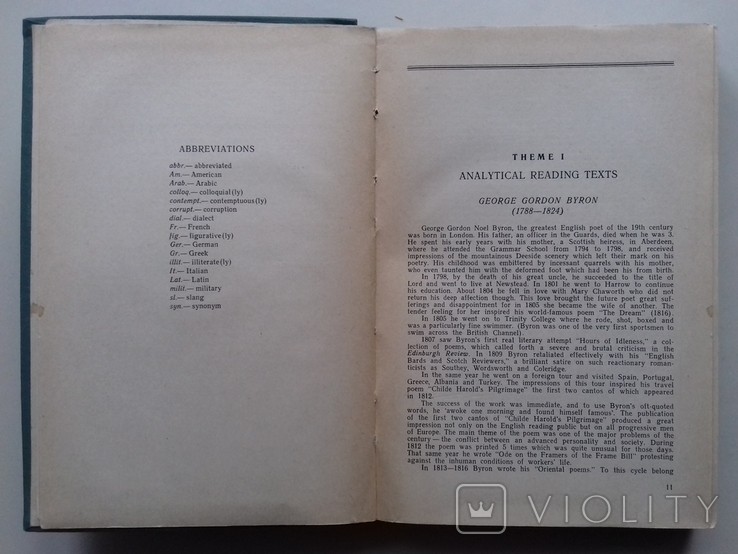 ABBREVIATIONS
abbr.— abbreviated
Am.— American
Arab.— Arabic
colloq.— colloquial(ly)
contempt.— contemptuous(ly)
corrupt.— corruption
dial.— dialect
Fr.— French
fig.— figurative(ly)
Ger.— German
Gr.— Greek
illit.— illiterate(ly)
It.— Italian
Lat.— Latin
milit.— military
sl.— slang
syn.— synonym
THEME I
ANALYTICAL READING TEXTS
GEORGE GORDON BYRON
(1788—1824)
George Gordon Noel Byron, the greatest English poet of the 19th century
was born in London. His father, an officer in the Guards, died when he was 3.
He spent his early years with his mother, a Scottish heiress, in Aberdeen,
where he attended the Grammar School from 1794 to 1798, and received
impressions of the mountainous Deeside scenery which left their mark on his
poetry. His childhood was embittered by incessant quarrels with his mother, who
even taunted him with the deformed foot which had been his from birth.
In 1798, by the death of his great uncle, he succeeded to the title of
Lord and went to live at Newstead. In 1801 he went to Harrow to continue
his education. About 1804 he fell in love with Mary Chaworth who did not
return his deep affection though. This love brought the future poet great suf-
ferings and disappointment for in 1805 she became the wife of another. The
tender feeling for her inspired his world-famous poem "The Dream" (1816).
In 1805 he went on to Trinity College where he rode, shot, boxed and
was a particularly fine swimmer. (Byron was one of the very first sportsmen to
swim across the British Channel).
1807 saw Byron's first real literary attempt "Hours of Idleness," a col-
lection of poems, which called forth a severe and brutal criticism in the
Edinburgh Review. In 1809 Byron relaliated effectively with his "English
Bards and Scotch Reviewers," a brilliant satire on such reactionary roman-
ticists as Southey, Wordsworth and Coleridge.
In the same year he went on a foreign tour and visited Spain, Portugal,
Greece, Albania and Turkey. The impressions of this tour inspired his travel
poem "Childe Harold's Pilgrimage" the first two cantos of which appeared
in 1812.
The success of the work was immediate, and to use Byron's oft-quoted
words, he 'awoke one morning and found himself famous'. The publication
of the first two cantos of "Childe Harold's Pilgrimage" produced a great
impression not only on the English reading public but on all progressive men
of Europe. The main theme of the poem was one of the major problems of the
century — the conflict between an advanced personality and society. During
1812 the poem was printed 5 times which was quite unusual for those days.
That same year he wrote "Ode on the Framers of the Frame Bill" protesting
against the inhuman conditions of workers' life.
In 1813—1816 Byron wrote his "Oriental poems." To this cycle belong
11
VIOLITY